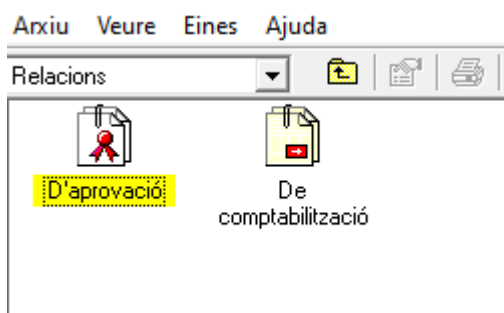 Arxiu Veure Eines Ajuda
Relacions
D'aprovació De
comptabilització